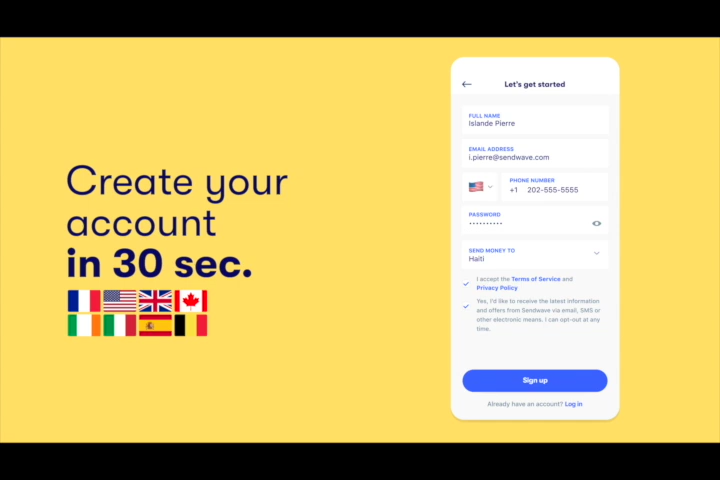 Create your
account
in 30 sec.
Let's get started
FULL NAME
Islande Pierre
EMAIL ADDRESS
i.pierre@sendwave.com
PHONE NUMBER
+1 202-555-5555
PASSWORD
••••••••••
SEND MONEY TO
Haiti
I accept the Terms of Service and
Privacy Policy
Yes, I'd like to receive the latest information
and offers from Sendwave via email, SMS or
other electronic means. I can opt-out at any
time.
Sign up
Already have an account? Log in